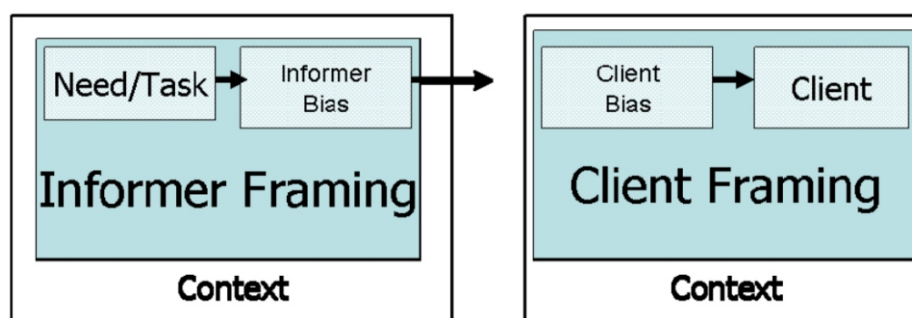 Need/Task
Informer
Bias
Informer Framing
Context
Client
Bias
Client
Client Framing
Context